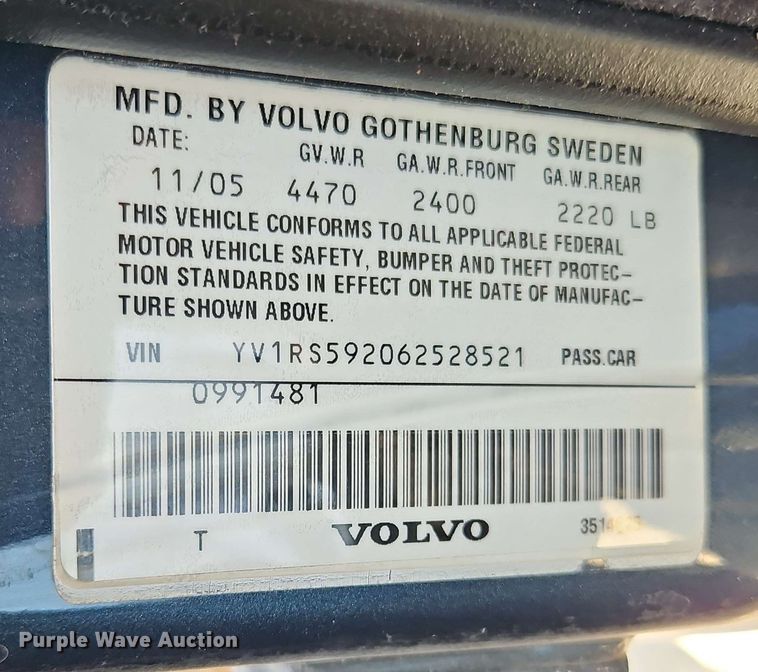 MFD. BY VOLVO GOTHENBURG SWEDEN
DATE: GV.W.R GA.W.R.FRONT GA.W.R.REAR
11/05 4470 2400 2220 LB
THIS VEHICLE CONFORMS TO ALL APPLICABLE FEDERAL
MOTOR VEHICLE SAFETY, BUMPER AND THEFT PROTEC-
TION STANDARDS IN EFFECT ON THE DATE OF MANUFAC-
TURE SHOWN ABOVE.
VIN YV1RS592062528521 PASS.CAR
0991481
T VOLVO
Purple Wave Auction